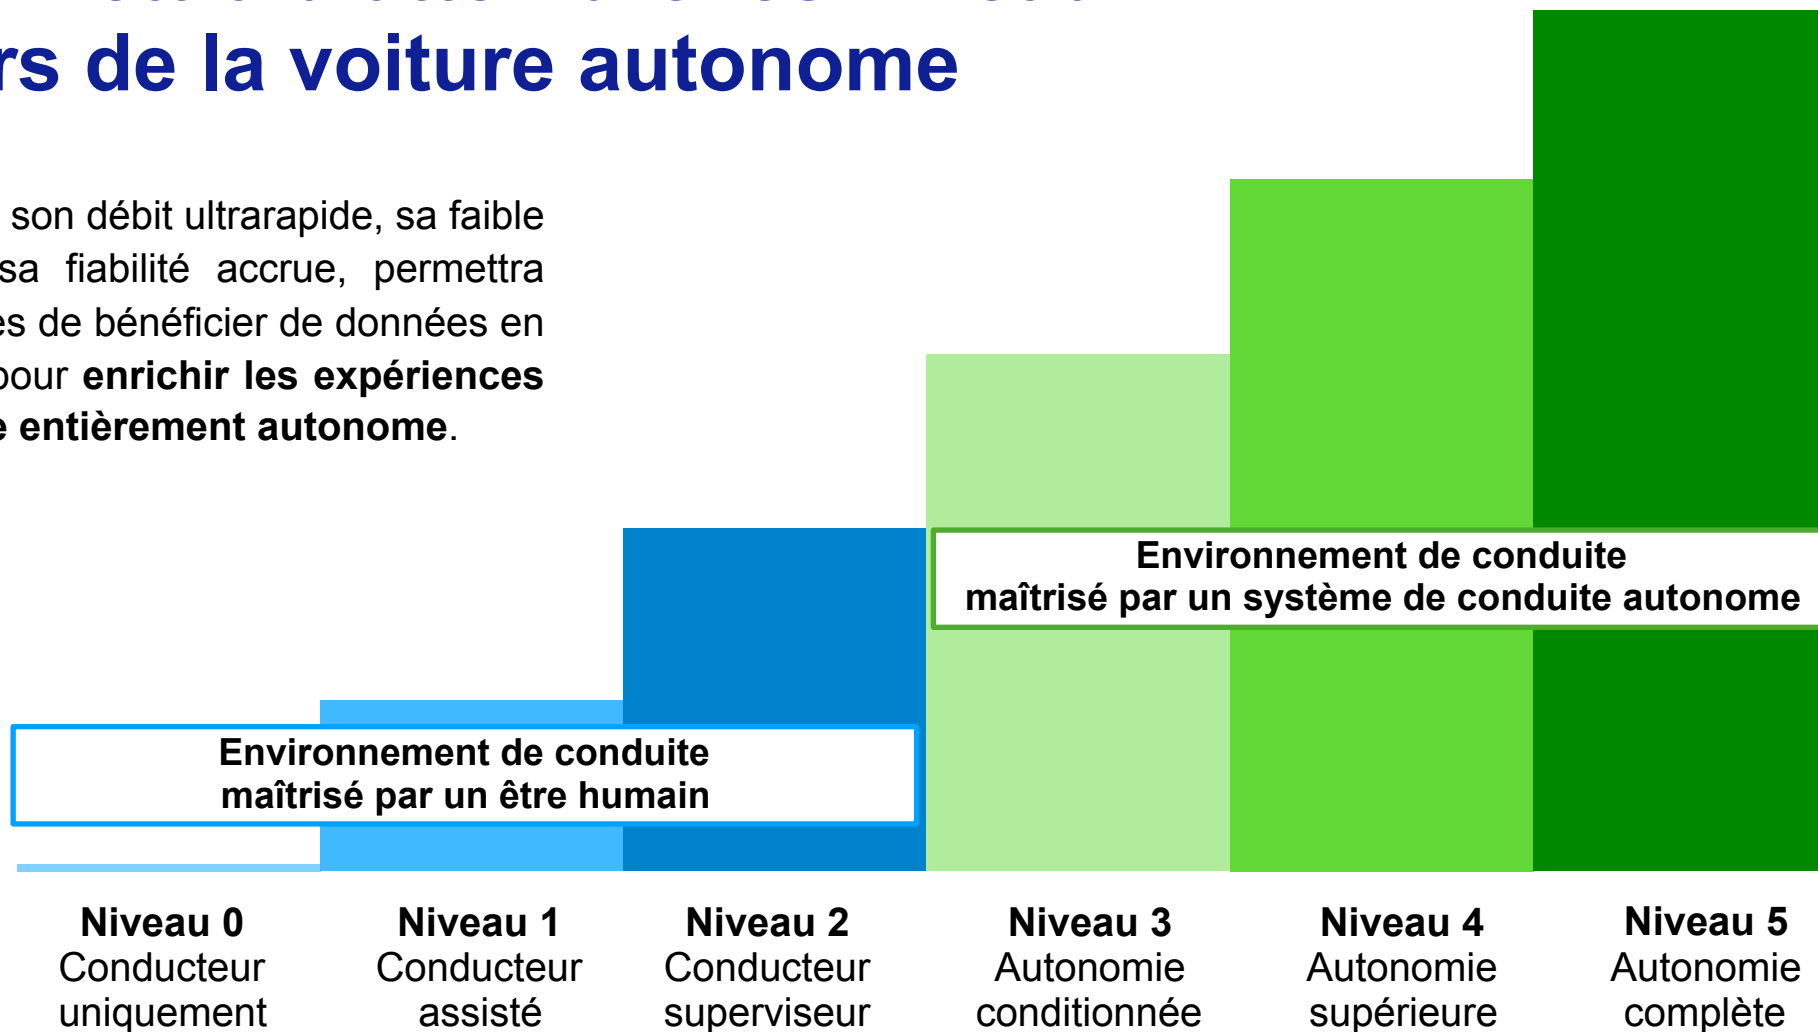 rs de la voiture autonome
son débit ultrarapide, sa faible
sa fiabilité accrue, permettra
es de bénéficier de données en
pour enrichir les expériences
e entièrement autonome.
Environnement de conduite
maîtrisé par un système de conduite autonome
Environnement de conduite
maîtrisé par un être humain
Niveau 0
Conducteur
uniquement
Niveau 1
Conducteur
assisté
Niveau 2
Conducteur
superviseur
Niveau 3
Autonomie
conditionnée
Niveau 4
Autonomie
supérieure
Niveau 5
Autonomie
complète